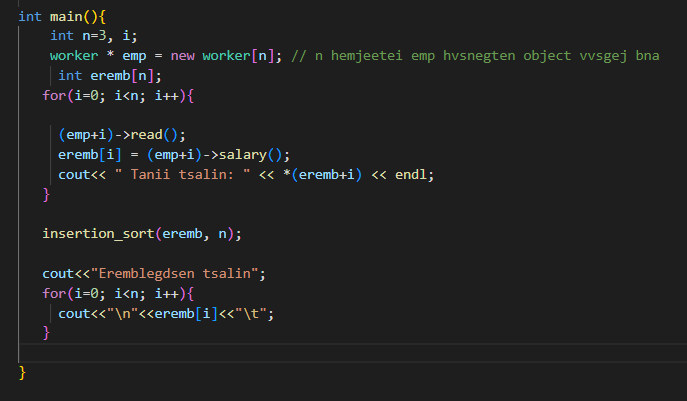 int main(){
int n=3, i;
worker * emp = new worker[n]; // n hemjeetei emp hvsnegten object vvsgej bna
int eremb[n];
for(i=0; i<n; i++){
(emp+i)->read();
eremb[i] = (emp+i)->salary();
cout<< " Tanii tsalin: " << *(eremb+i) << endl;
}
insertion_sort(eremb, n);
cout<<"Eremblegdsen tsalin";
for(i=0; i<n; i++){
cout<<"\n"<<eremb[i]<<"\t";
}
}